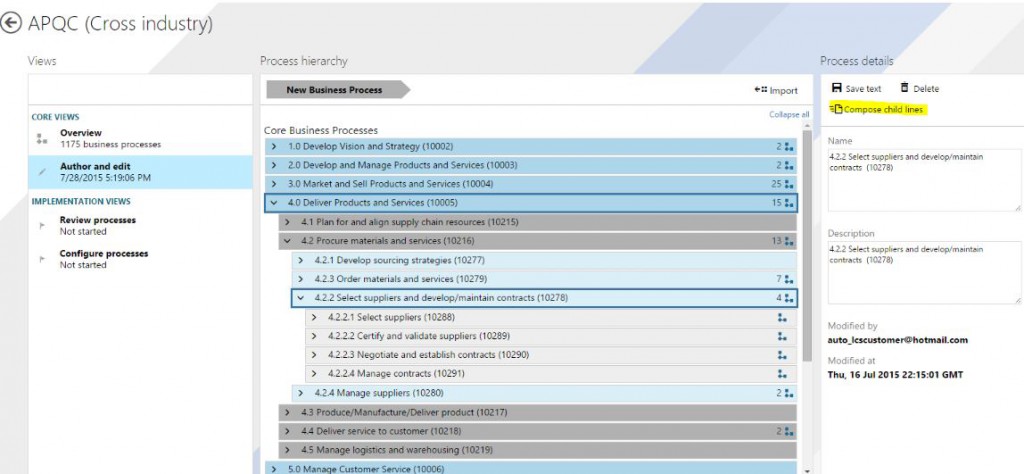 APQC (Cross industry)
Views
CORE VIEWS
Overview
1175 business processes
Author and edit
7/28/2015 5:19:06 PM
IMPLEMENTATION VIEWS
Review processes
Not started
Configure processes
Not started
Process hierarchy
New Business Process
Import
Collapse all
Core Business Processes
1.0 Develop Vision and Strategy (10002) 2
2.0 Develop and Manage Products and Services (10003) 2
3.0 Market and Sell Products and Services (10004) 25
4.0 Deliver Products and Services (10005) 15
4.1 Plan for and align supply chain resources (10215)
4.2 Procure materials and services (10216) 13
4.2.1 Develop sourcing strategies (10277)
4.2.3 Order materials and services (10279) 7
4.2.2 Select suppliers and develop/maintain contracts (10278) 4
4.2.2.1 Select suppliers (10288)
4.2.2.2 Certify and validate suppliers (10289)
4.2.2.3 Negotiate and establish contracts (10290)
4.2.2.4 Manage contracts (10291)
4.2.4 Manage suppliers (10280) 2
4.3 Produce/Manufacture/Deliver product (10217)
4.4 Deliver service to customer (10218) 2
4.5 Manage logistics and warehousing (10219)
5.0 Manage Customer Service (10006)
Process details
Save text Delete
Compose child lines
Name
4.2.2 Select suppliers and develop/maintain
contracts (10278)
Description
4.2.2 Select suppliers and develop/maintain
contracts (10278)
Modified by
auto_lcscustomer@hotmail.com
Modified at
Thu, 16 Jul 2015 22:15:01 GMT